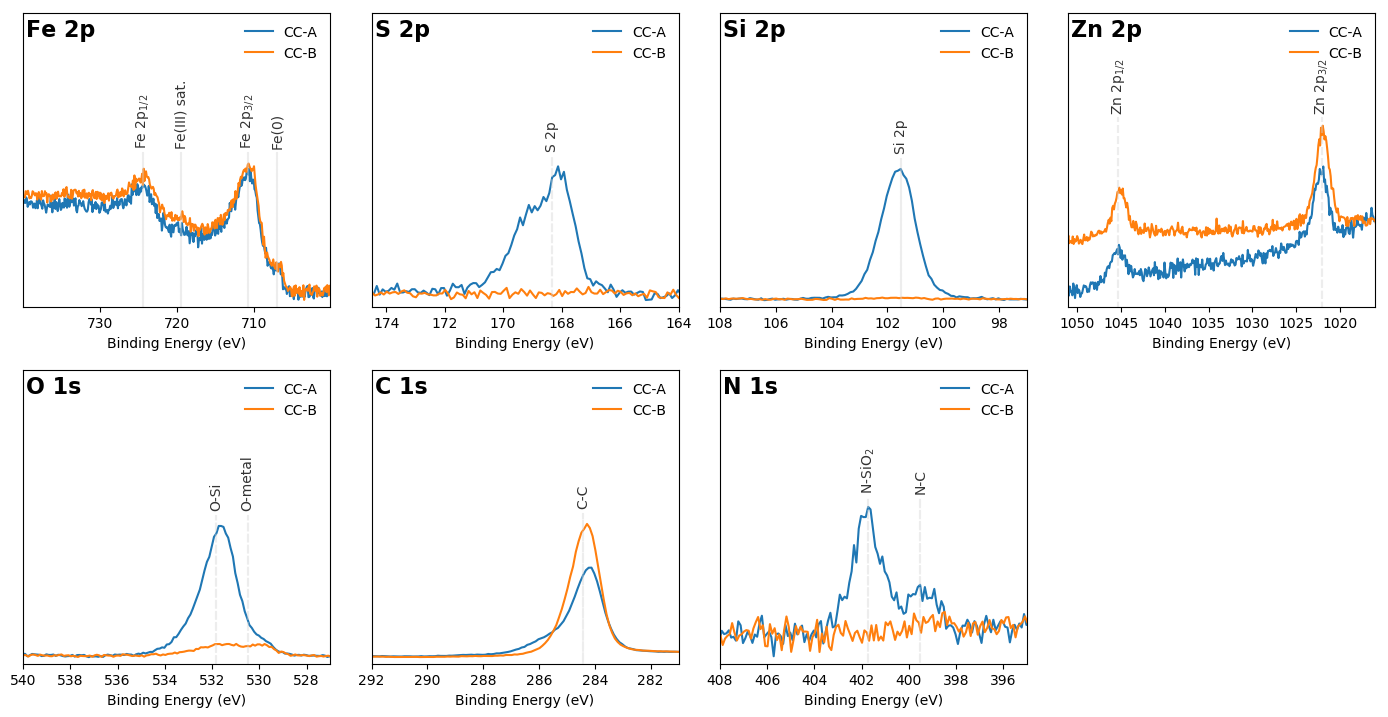 Fe 2p
CC-A
CC-B
Fe 2p1/2
Fe(III) sat.
Fe 2p3/2
Fe(0)
730 720 710
Binding Energy (eV)
S 2p
CC-A
CC-B
S 2p
174 172 170 168 166 164
Binding Energy (eV)
Si 2p
CC-A
CC-B
Si 2p
108 106 104 102 100 98
Binding Energy (eV)
Zn 2p
CC-A
CC-B
Zn 2p1/2
Zn 2p3/2
1050 1045 1040 1035 1030 1025 1020
Binding Energy (eV)
O 1s
CC-A
CC-B
O-Si
O-metal
540 538 536 534 532 530 528
Binding Energy (eV)
C 1s
CC-A
CC-B
C-C
292 290 288 286 284 282
Binding Energy (eV)
N 1s
CC-A
CC-B
N-SiO2
N-C
408 406 404 402 400 398 396
Binding Energy (eV)